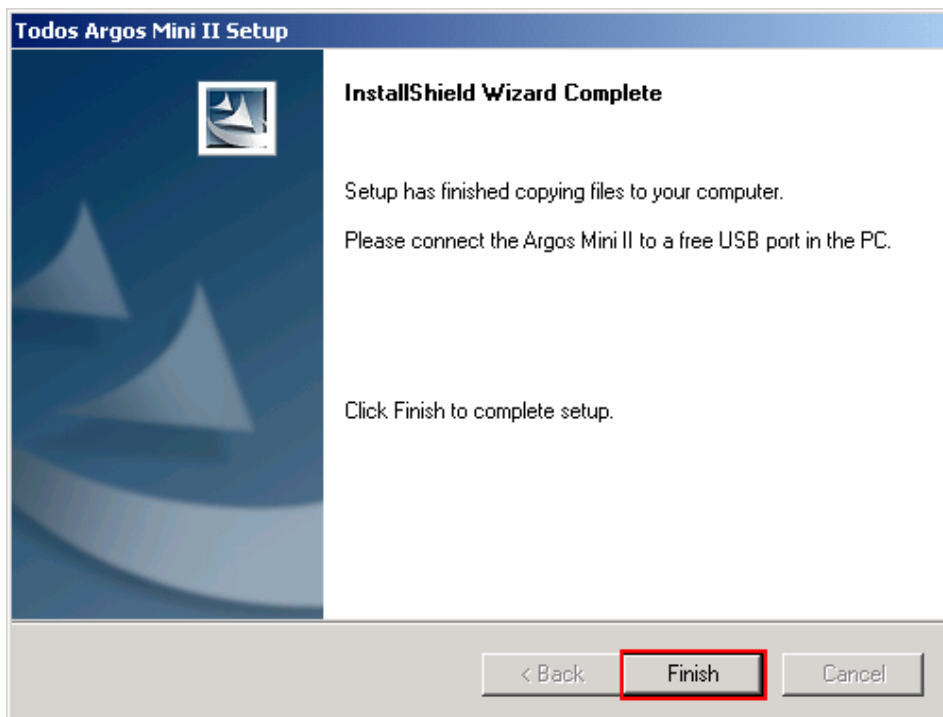 Todos Argos Mini II Setup
InstallShield Wizard Complete
Setup has finished copying files to your computer.
Please connect the Argos Mini II to a free USB port in the PC.
Click Finish to complete setup.
< Back
Finish
Cancel